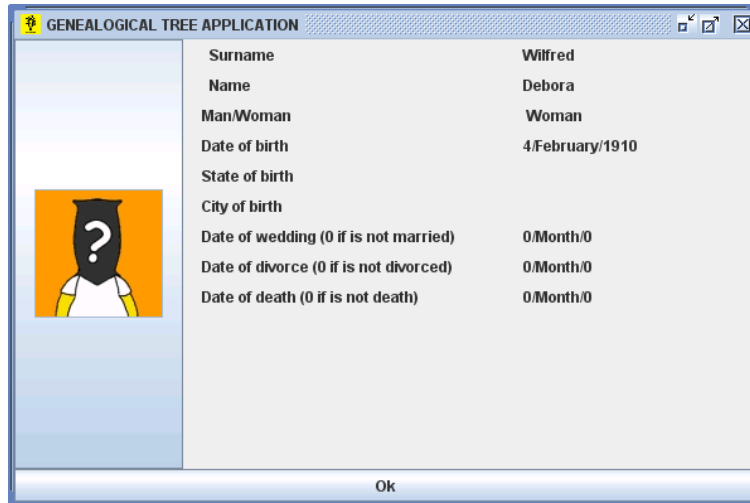 GENEALOGICAL TREE APPLICATION
Surname Wilfred
Name Debora
Man/Woman Woman
Date of birth 4/February/1910
State of birth
City of birth
Date of wedding (0 if is not married) 0/Month/0
Date of divorce (0 if is not divorced) 0/Month/0
Date of death (0 if is not death) 0/Month/0
?
Ok